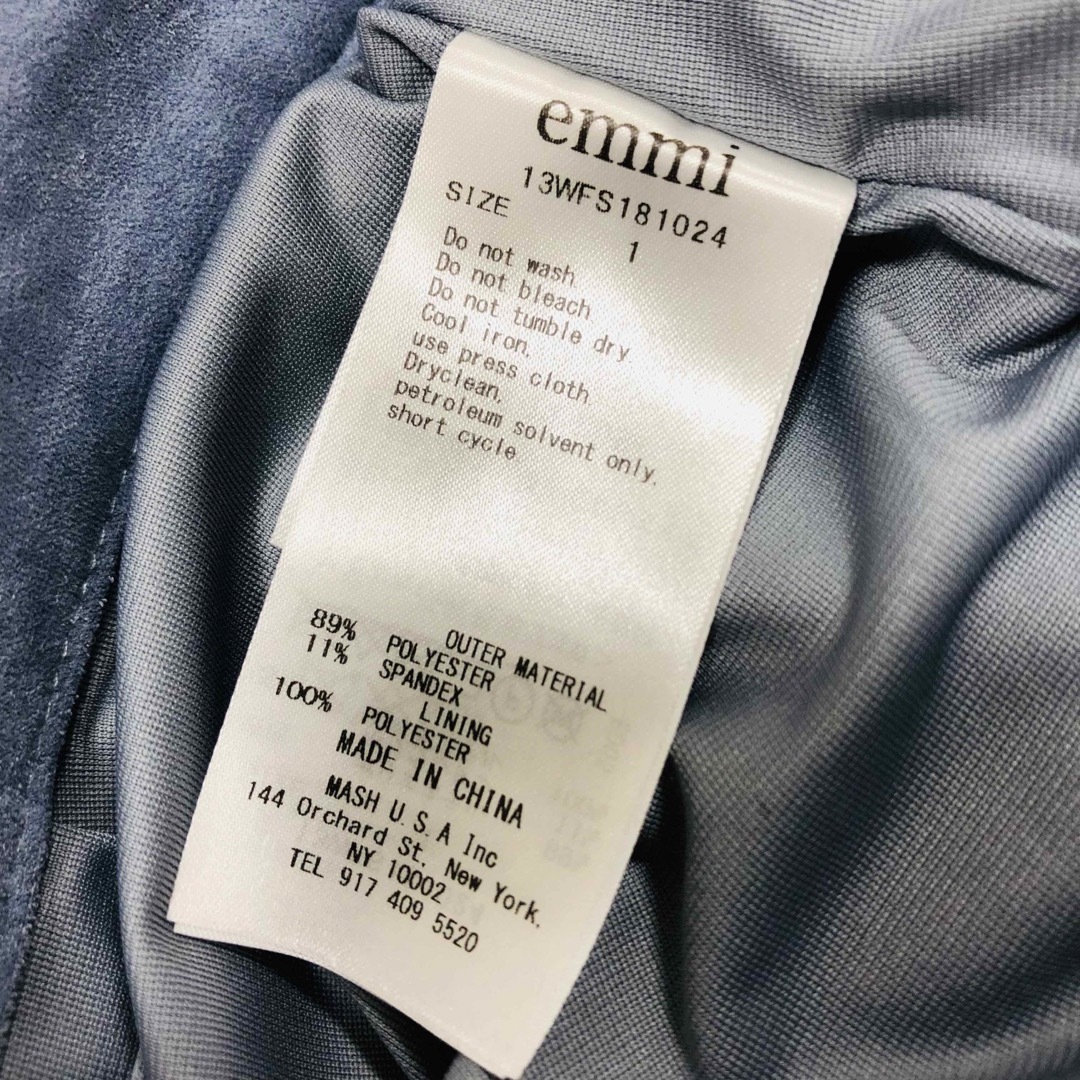 emmi
13WFS181024
SIZE 1
Do not wash.
Do not bleach
Do not tumble dry.
Cool iron.
use press cloth
Dryclean.
petroleum solvent only.
short cycle
OUTER MATERIAL
89% POLYESTER
11% SPANDEX
LINING
100% POLYESTER
MADE IN CHINA
MASH U.S.A Inc
144 Orchard St. New York,
NY 10002
TEL 917 409 5520